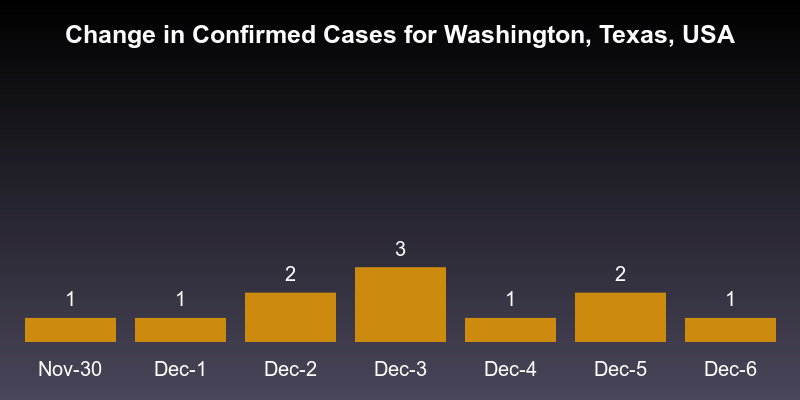 Change in Confirmed Cases for Washington, Texas, USA
1 1 2 3 1 2 1
Nov-30 Dec-1 Dec-2 Dec-3 Dec-4 Dec-5 Dec-6